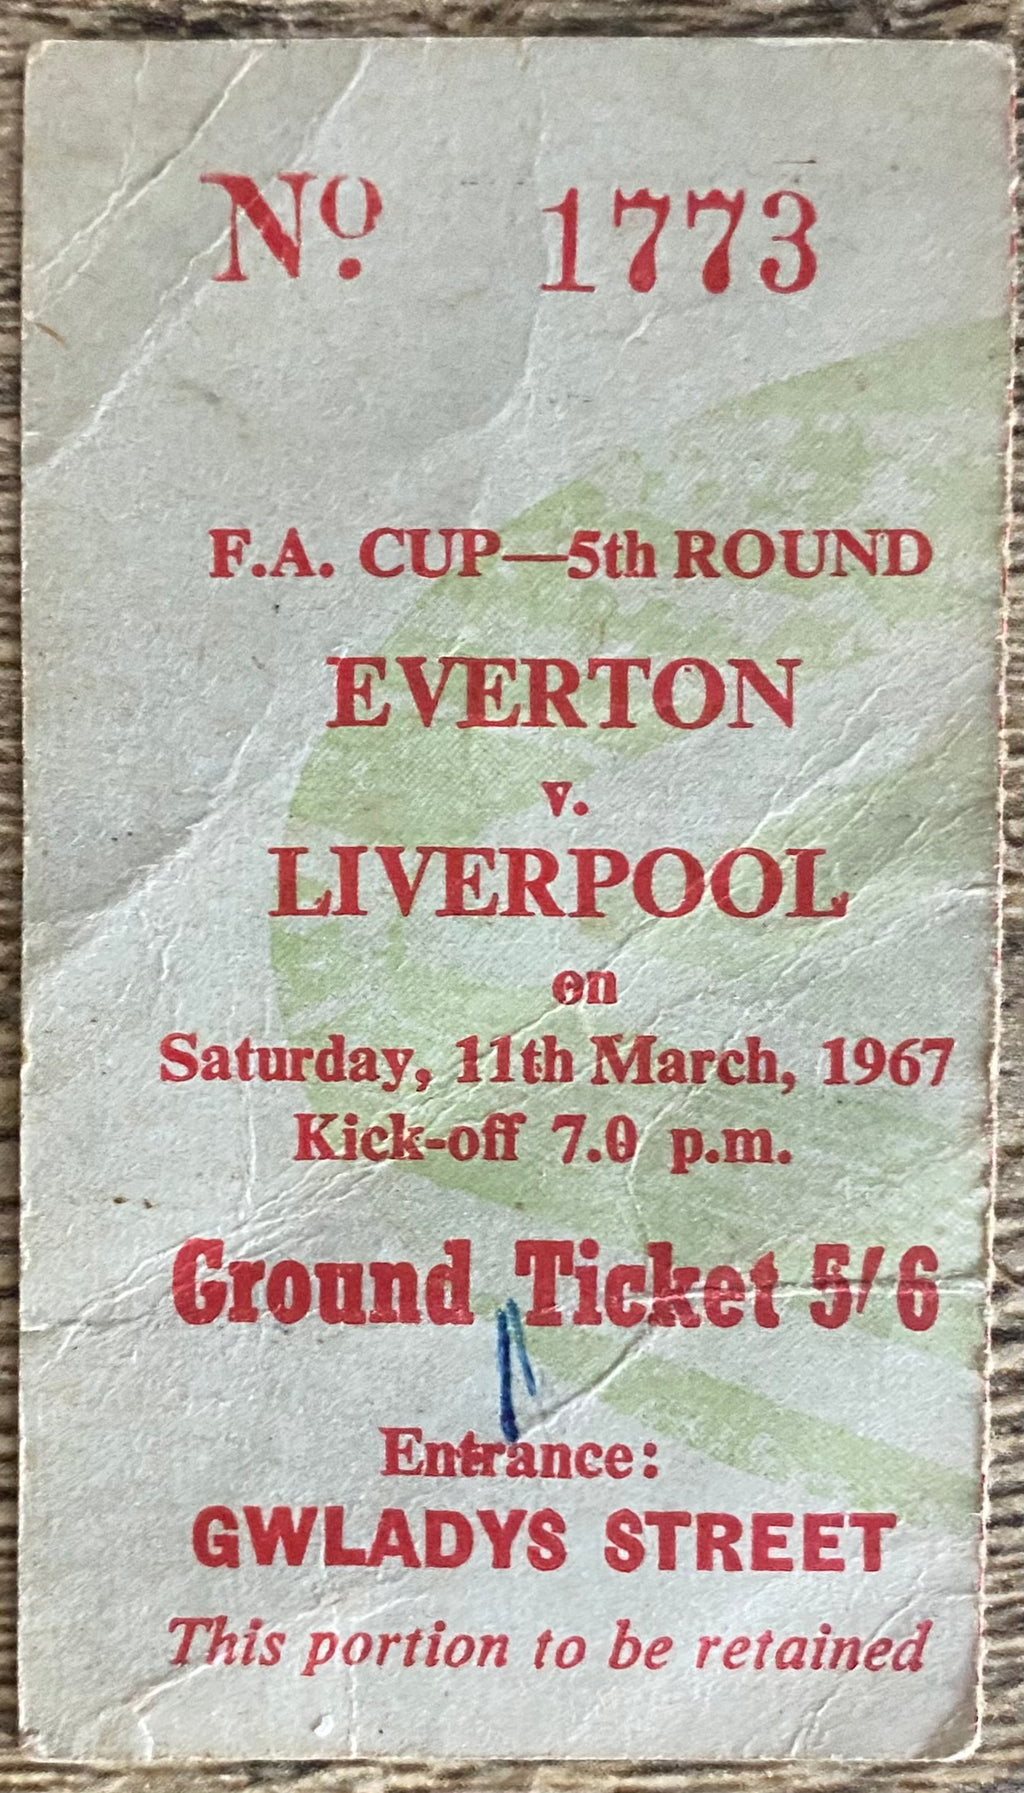 No. 1773
F.A. CUP—5th ROUND
EVERTON
v.
LIVERPOOL
on
Saturday, 11th March, 1967
Kick-off 7.0 p.m.
Ground Ticket 5/6
Entrance:
GWLADYS STREET
This portion to be retained